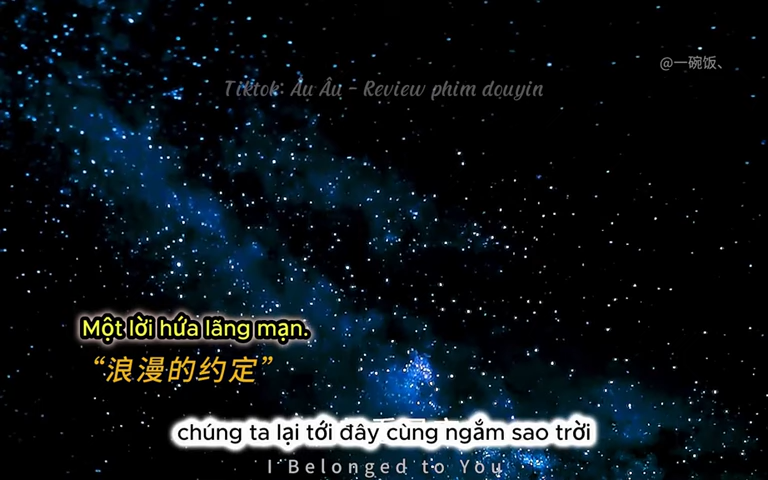 @一碗饭、
Tiktok: Âu Âu - Review phim douyin
Một lời hứa lãng mạn.
“浪漫的约定”
chúng ta lại tới đây cùng ngắm sao trời
I Belonged to You